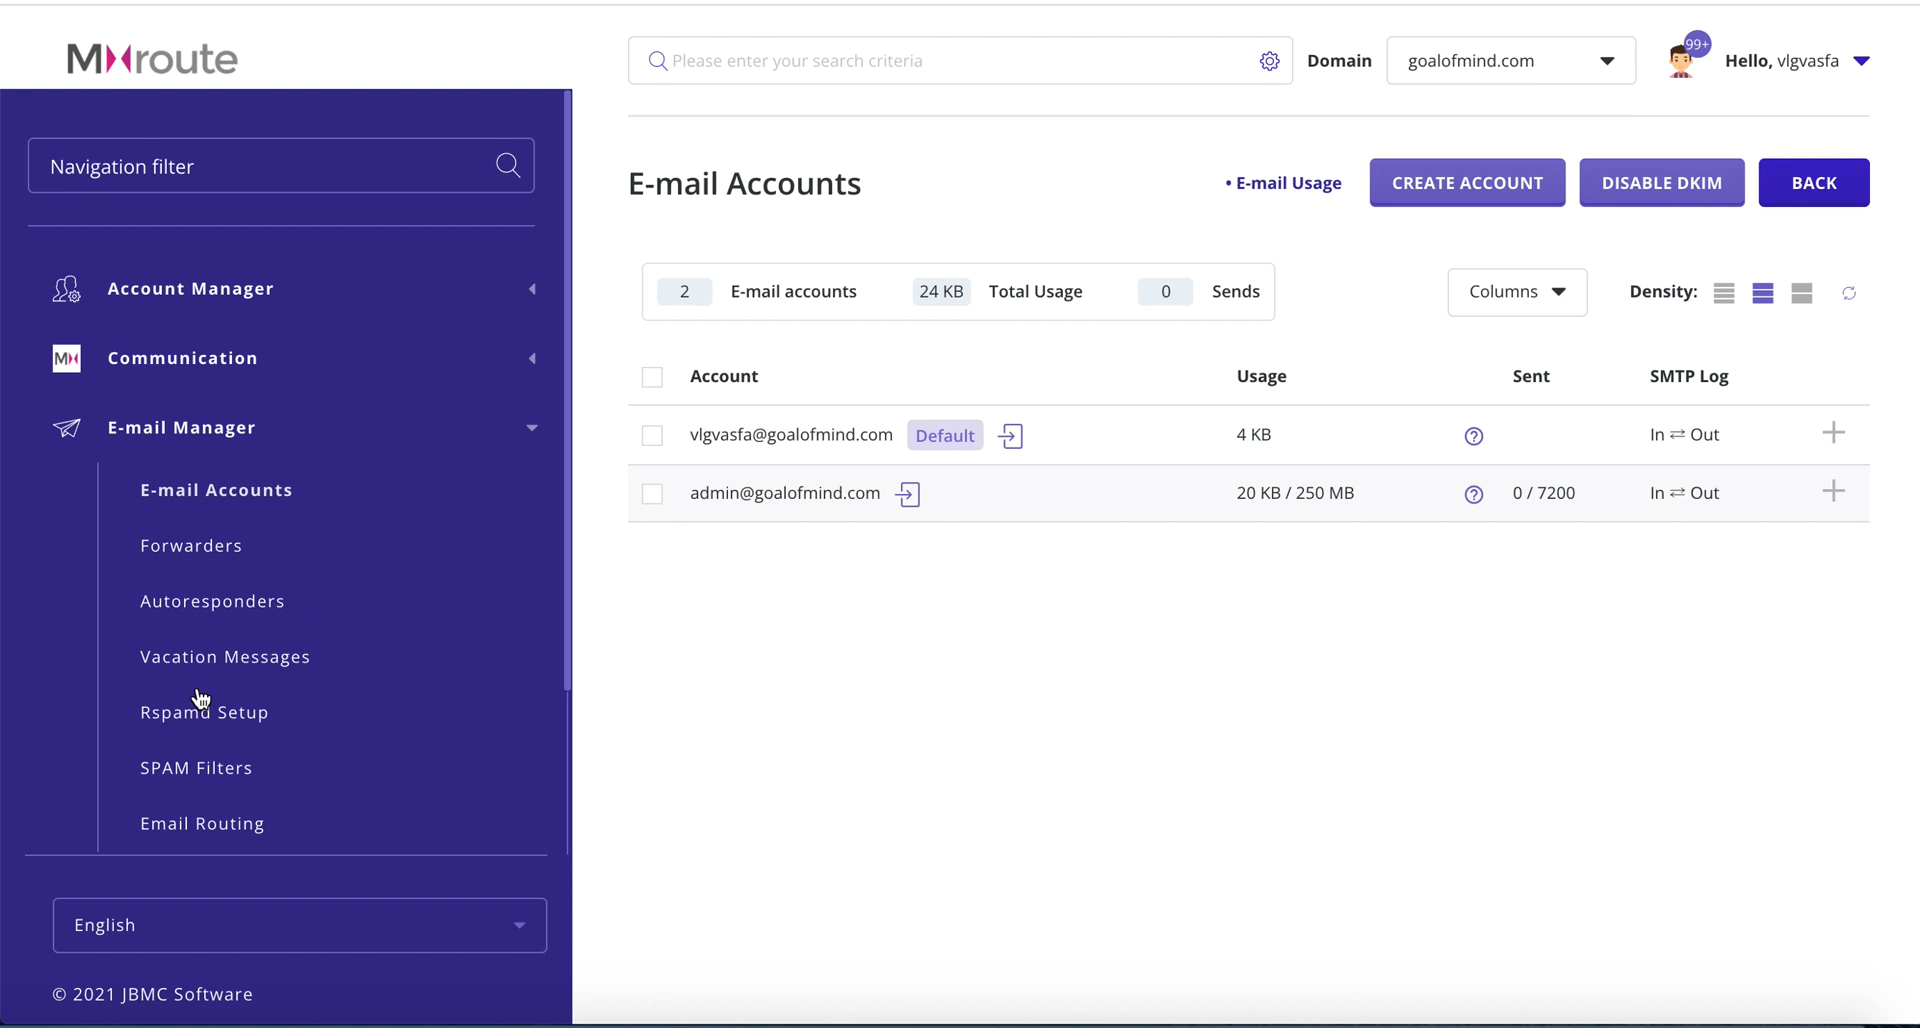 Mroute
Please enter your search criteria
Domain
goalofmind.com
99+
Hello, vlgvasfa
Navigation filter
Account Manager
Communication
E-mail Manager
E-mail Accounts
Forwarders
Autoresponders
Vacation Messages
Rspamd Setup
SPAM Filters
Email Routing
English
© 2021 JBMC Software
E-mail Accounts
• E-mail Usage
CREATE ACCOUNT
DISABLE DKIM
BACK
2 E-mail accounts 24 KB Total Usage 0 Sends
Columns
Density:
Account Usage Sent SMTP Log
vlgvasfa@goalofmind.com Default 4 KB In ⇄ Out
admin@goalofmind.com 20 KB / 250 MB 0 / 7200 In ⇄ Out